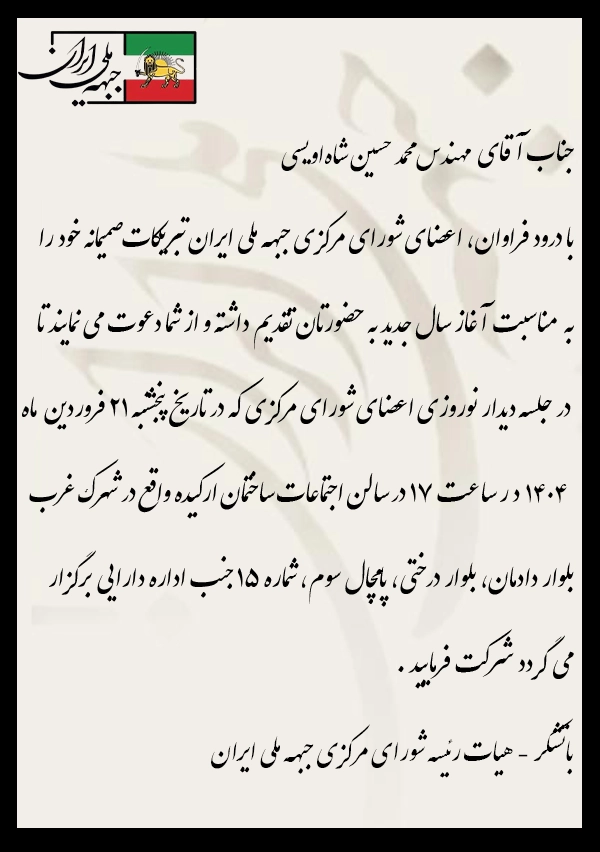 جبهه ملی ایران
جناب آقای مهندس محمد حسین شاه اویسی
با درود فراوان، اعضای شورای مرکزی جبهه ملی ایران تبریکات صمیمانه خود را
به مناسبت آغاز سال جدید به حضورتان تقدیم داشته و از شما دعوت می نمایند تا
در جلسه دیدار نوروزی اعضای شورای مرکزی که در تاریخ پنجشبه ۲۱ فروردین ماه
۱۴۰۴ در ساعت ۱۷ در سالن اجتماعات ساختمان ارکیده واقع در شهرک غرب
بلوار دادمان، بلوار درختی، پامچال سوم، شماره ۱۵ جنب اداره دارایی برگزار
می گردد شرکت فرمایید .
باتشکر - هیات رئیسه شورای مرکزی جبهه ملی ایران